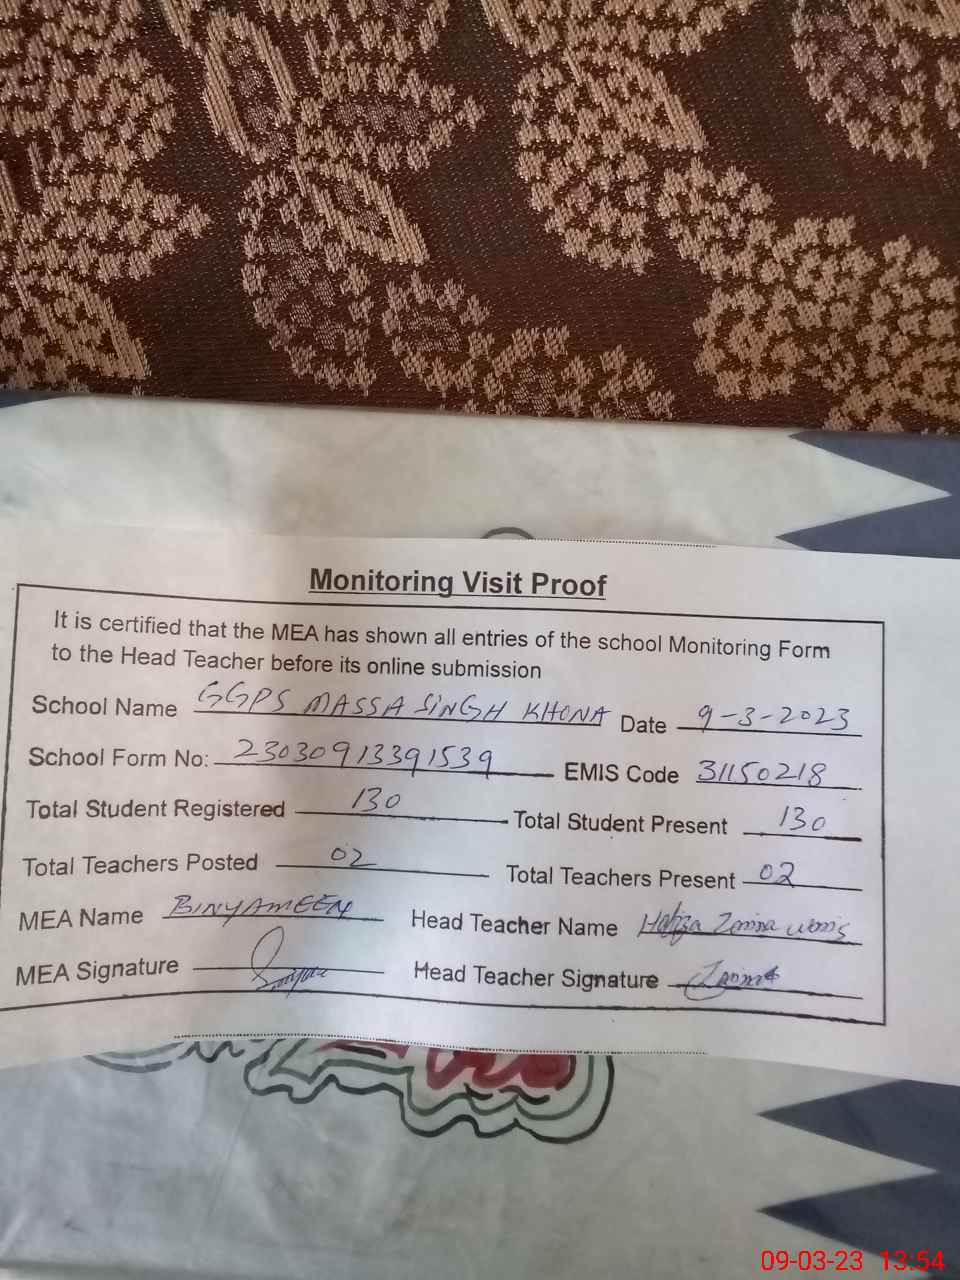 Monitoring Visit Proof
It is certified that the MEA has shown all entries of the school Monitoring Form
to the Head Teacher before its online submission
School Name GGPS MASSA SINGH KHONA Date 9-3-2023
School Form No: 23030913391539 EMIS Code 31150218
Total Student Registered 130 Total Student Present 130
Total Teachers Posted 02 Total Teachers Present 02
MEA Name BINYAMEEN Head Teacher Name Hafiza
MEA Signature Head Teacher Signature
09-03-23 13:54